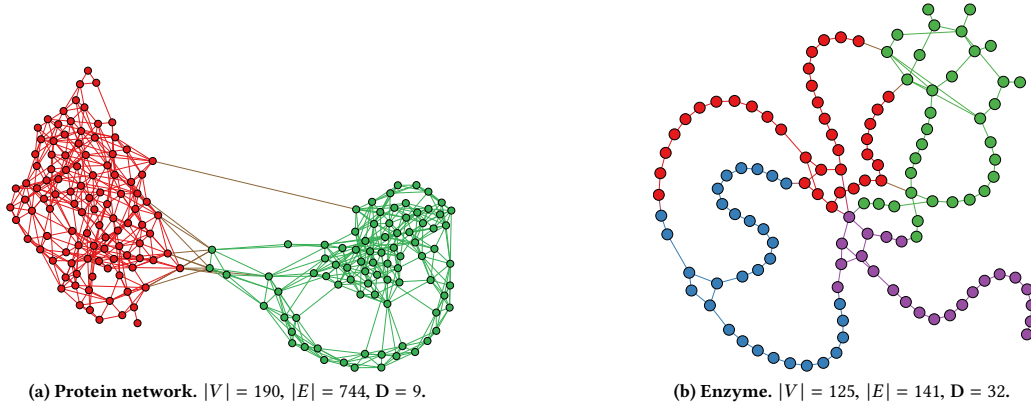 (a) Protein network. |V| = 190, |E| = 744, D = 9.
(b) Enzyme. |V| = 125, |E| = 141, D = 32.